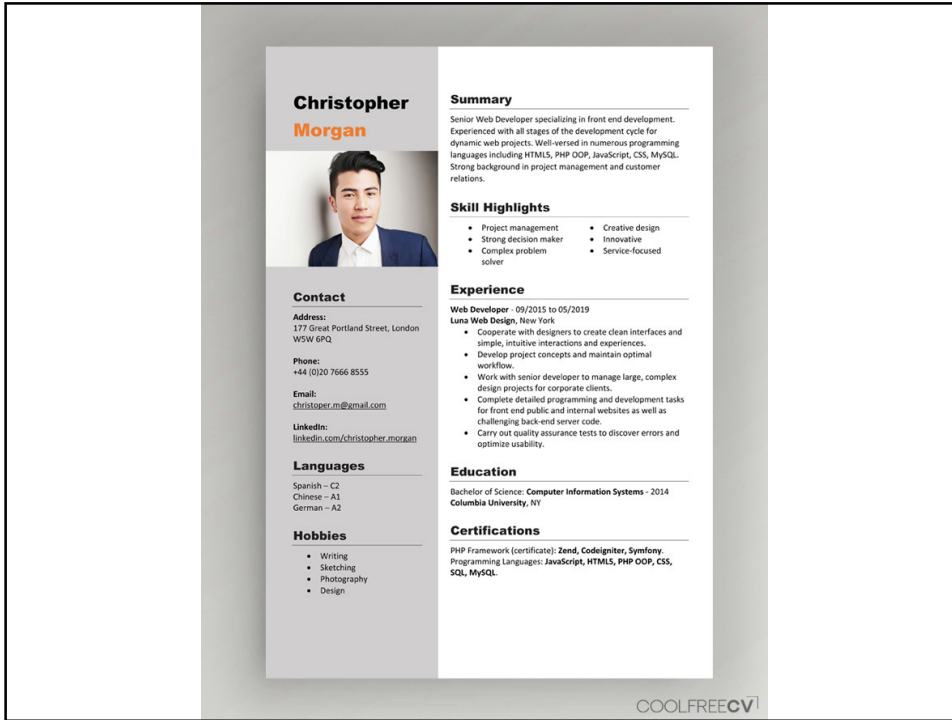 Christopher
Morgan
Contact
Address:
177 Great Portland Street, London
W5W 6PQ
Phone:
+44 (0)20 7666 8555
Email:
christoper.m@gmail.com
LinkedIn:
linkedin.com/christopher.morgan
Languages
Spanish – C2
Chinese – A1
German – A2
Hobbies
• Writing
• Sketching
• Photography
• Design
Summary
Senior Web Developer specializing in front end development.
Experienced with all stages of the development cycle for
dynamic web projects. Well-versed in numerous programming
languages including HTML5, PHP OOP, JavaScript, CSS, MySQL.
Strong background in project management and customer
relations.
Skill Highlights
• Project management
• Strong decision maker
• Complex problem
solver
• Creative design
• Innovative
• Service-focused
Experience
Web Developer - 09/2015 to 05/2019
Luna Web Design, New York
• Cooperate with designers to create clean interfaces and
simple, intuitive interactions and experiences.
• Develop project concepts and maintain optimal
workflow.
• Work with senior developer to manage large, complex
design projects for corporate clients.
• Complete detailed programming and development tasks
for front end public and internal websites as well as
challenging back-end server code.
• Carry out quality assurance tests to discover errors and
optimize usability.
Education
Bachelor of Science: Computer Information Systems - 2014
Columbia University, NY
Certifications
PHP Framework (certificate): Zend, Codeigniter, Symfony.
Programming Languages: JavaScript, HTML5, PHP OOP, CSS,
SQL, MySQL.
COOLFREECV